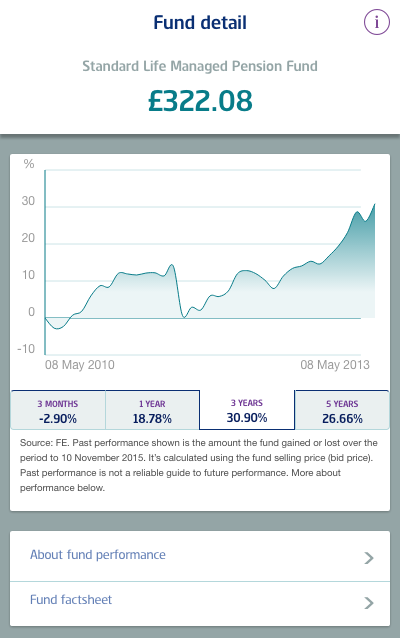 Fund detail
i
Standard Life Managed Pension Fund
£322.08
%
30
20
10
0
-10
08 May 2010 08 May 2013
3 MONTHS 1 YEAR 3 YEARS 5 YEARS
-2.90% 18.78% 30.90% 26.66%
Source: FE. Past performance shown is the amount the fund gained or lost over the
period to 10 November 2015. It's calculated using the fund selling price (bid price).
Past performance is not a reliable guide to future performance. More about
performance below.
About fund performance
Fund factsheet